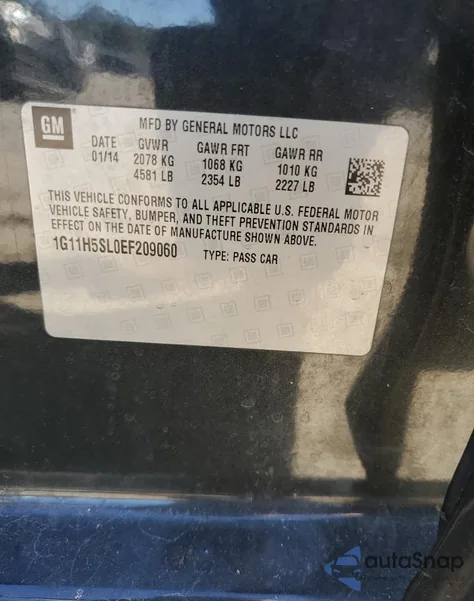 GM
MFD BY GENERAL MOTORS LLC
DATE GVWR GAWR FRT GAWR RR
01/14 2078 KG 1068 KG 1010 KG
4581 LB 2354 LB 2227 LB
THIS VEHICLE CONFORMS TO ALL APPLICABLE U.S. FEDERAL MOTOR
VEHICLE SAFETY, BUMPER, AND THEFT PREVENTION STANDARDS IN
EFFECT ON THE DATE OF MANUFACTURE SHOWN ABOVE.
1G11H5SL0EF209060 TYPE: PASS CAR
autoSnap